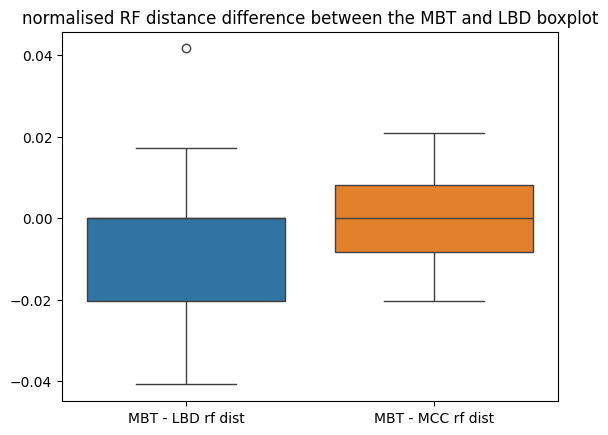 normalised RF distance difference between the MBT and LBD boxplot
0.04
0.02
0.00
−0.02
−0.04
MBT - LBD rf dist
MBT - MCC rf dist